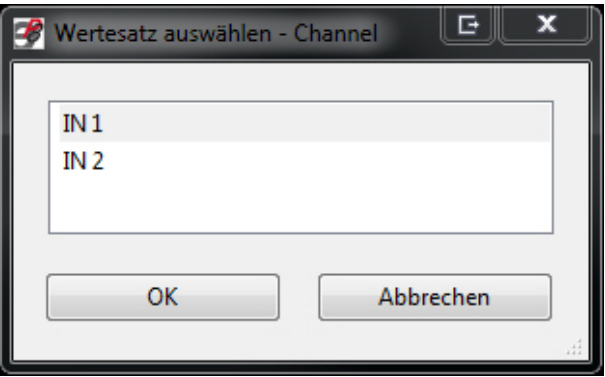 Wertesatz auswählen - Channel
IN 1
IN 2
OK
Abbrechen